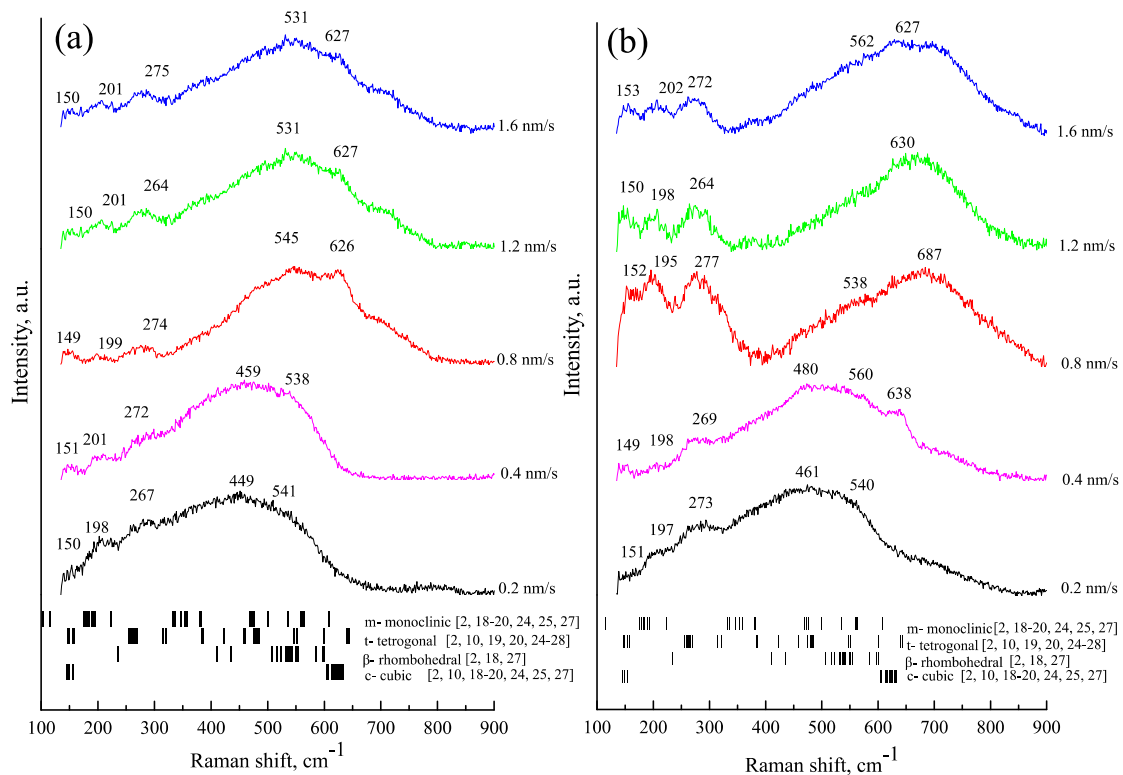 (a)
531
627
275
201
150
1.6 nm/s
531
627
264
201
150
1.2 nm/s
545
626
274
199
149
0.8 nm/s
459
538
272
201
151
0.4 nm/s
449
541
267
198
150
0.2 nm/s
m- monoclinic [2, 18-20, 24, 25, 27]
t- tetrogonal [2, 10, 19, 20, 24-28]
β- rhombohedral [2, 18, 27]
c- cubic [2, 10, 18-20, 24, 25, 27]
100 200 300 400 500 600 700 800 900
Raman shift, cm-1
Intensity, a.u.
(b)
627
562
272
202
153
1.6 nm/s
630
264
198
150
1.2 nm/s
687
538
277
195
152
0.8 nm/s
480
560
638
269
198
149
0.4 nm/s
461
540
273
197
151
0.2 nm/s
m- monoclinic[2, 18-20, 24, 25, 27]
t- tetrogonal [2, 10, 19, 20, 24-28]
β- rhombohedral [2, 18, 27]
c- cubic [2, 10, 18-20, 24, 25, 27]
100 200 300 400 500 600 700 800 900
Raman shift, cm-1
Intensity, a.u.